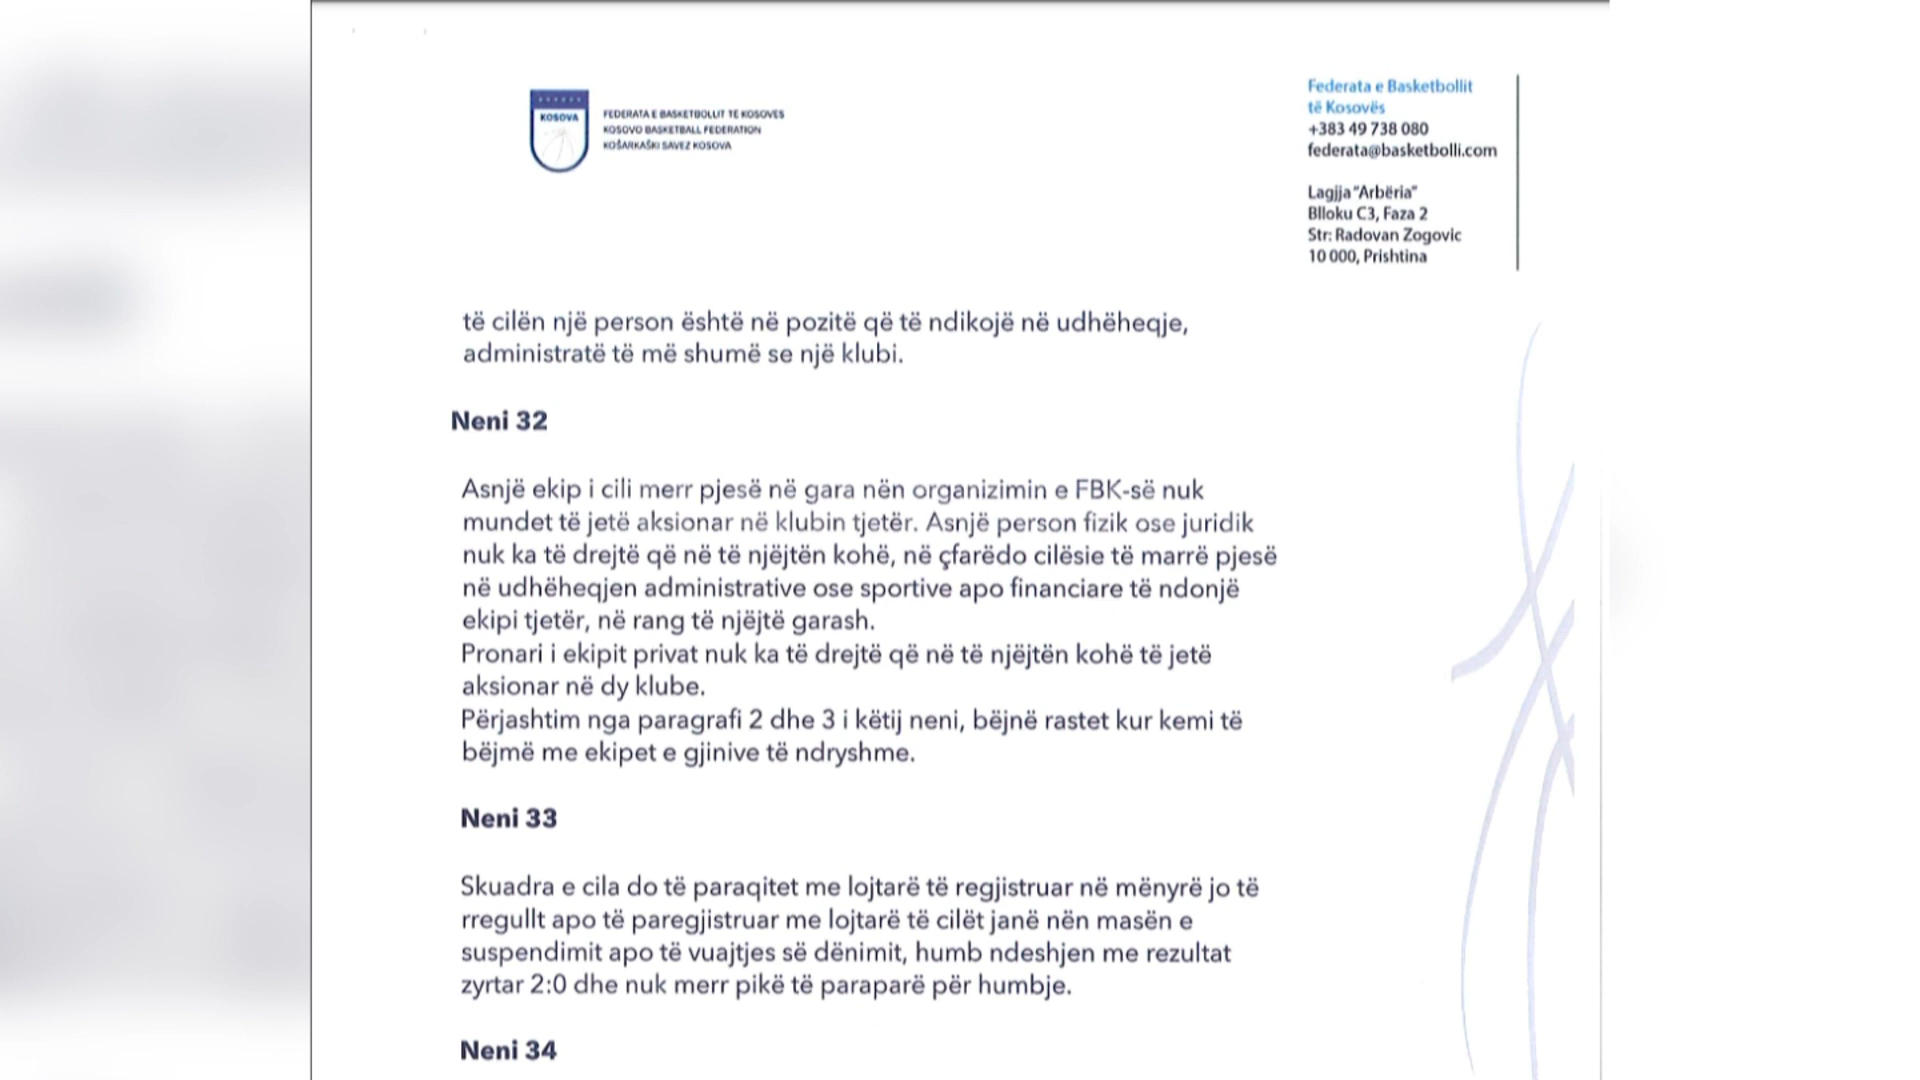 KOSOVA
FEDERATA E BASKETBOLLIT TË KOSOVËS
KOSOVO BASKETBALL FEDERATION
KOŠARKAŠKI SAVEZ KOSOVA
Federata e Basketbollit
të Kosovës
+383 49 738 080
federata@basketbolli.com
Lagjja "Arbëria"
Blloku C3, Faza 2
Str: Radovan Zogovic
10 000, Prishtina
të cilën një person është në pozitë që të ndikojë në udhëheqje,
administratë të më shumë se një klubi.
Neni 32
Asnjë ekip i cili merr pjesë në gara nën organizimin e FBK-së nuk
mundet të jetë aksionar në klubin tjetër. Asnjë person fizik ose juridik
nuk ka të drejtë që në të njëjtën kohë, në çfarëdo cilësie të marrë pjesë
në udhëheqjen administrative ose sportive apo financiare të ndonjë
ekipi tjetër, në rang të njëjtë garash.
Pronari i ekipit privat nuk ka të drejtë që në të njëjtën kohë të jetë
aksionar në dy klube.
Përjashtim nga paragrafi 2 dhe 3 i këtij neni, bëjnë rastet kur kemi të
bëjmë me ekipet e gjinive të ndryshme.
Neni 33
Skuadra e cila do të paraqitet me lojtarë të regjistruar në mënyrë jo të
rregullt apo të paregjistruar me lojtarë të cilët janë nën masën e
suspendimit apo të vuajtjes së dënimit, humb ndeshjen me rezultat
zyrtar 2:0 dhe nuk merr pikë të paraparë për humbje.
Neni 34